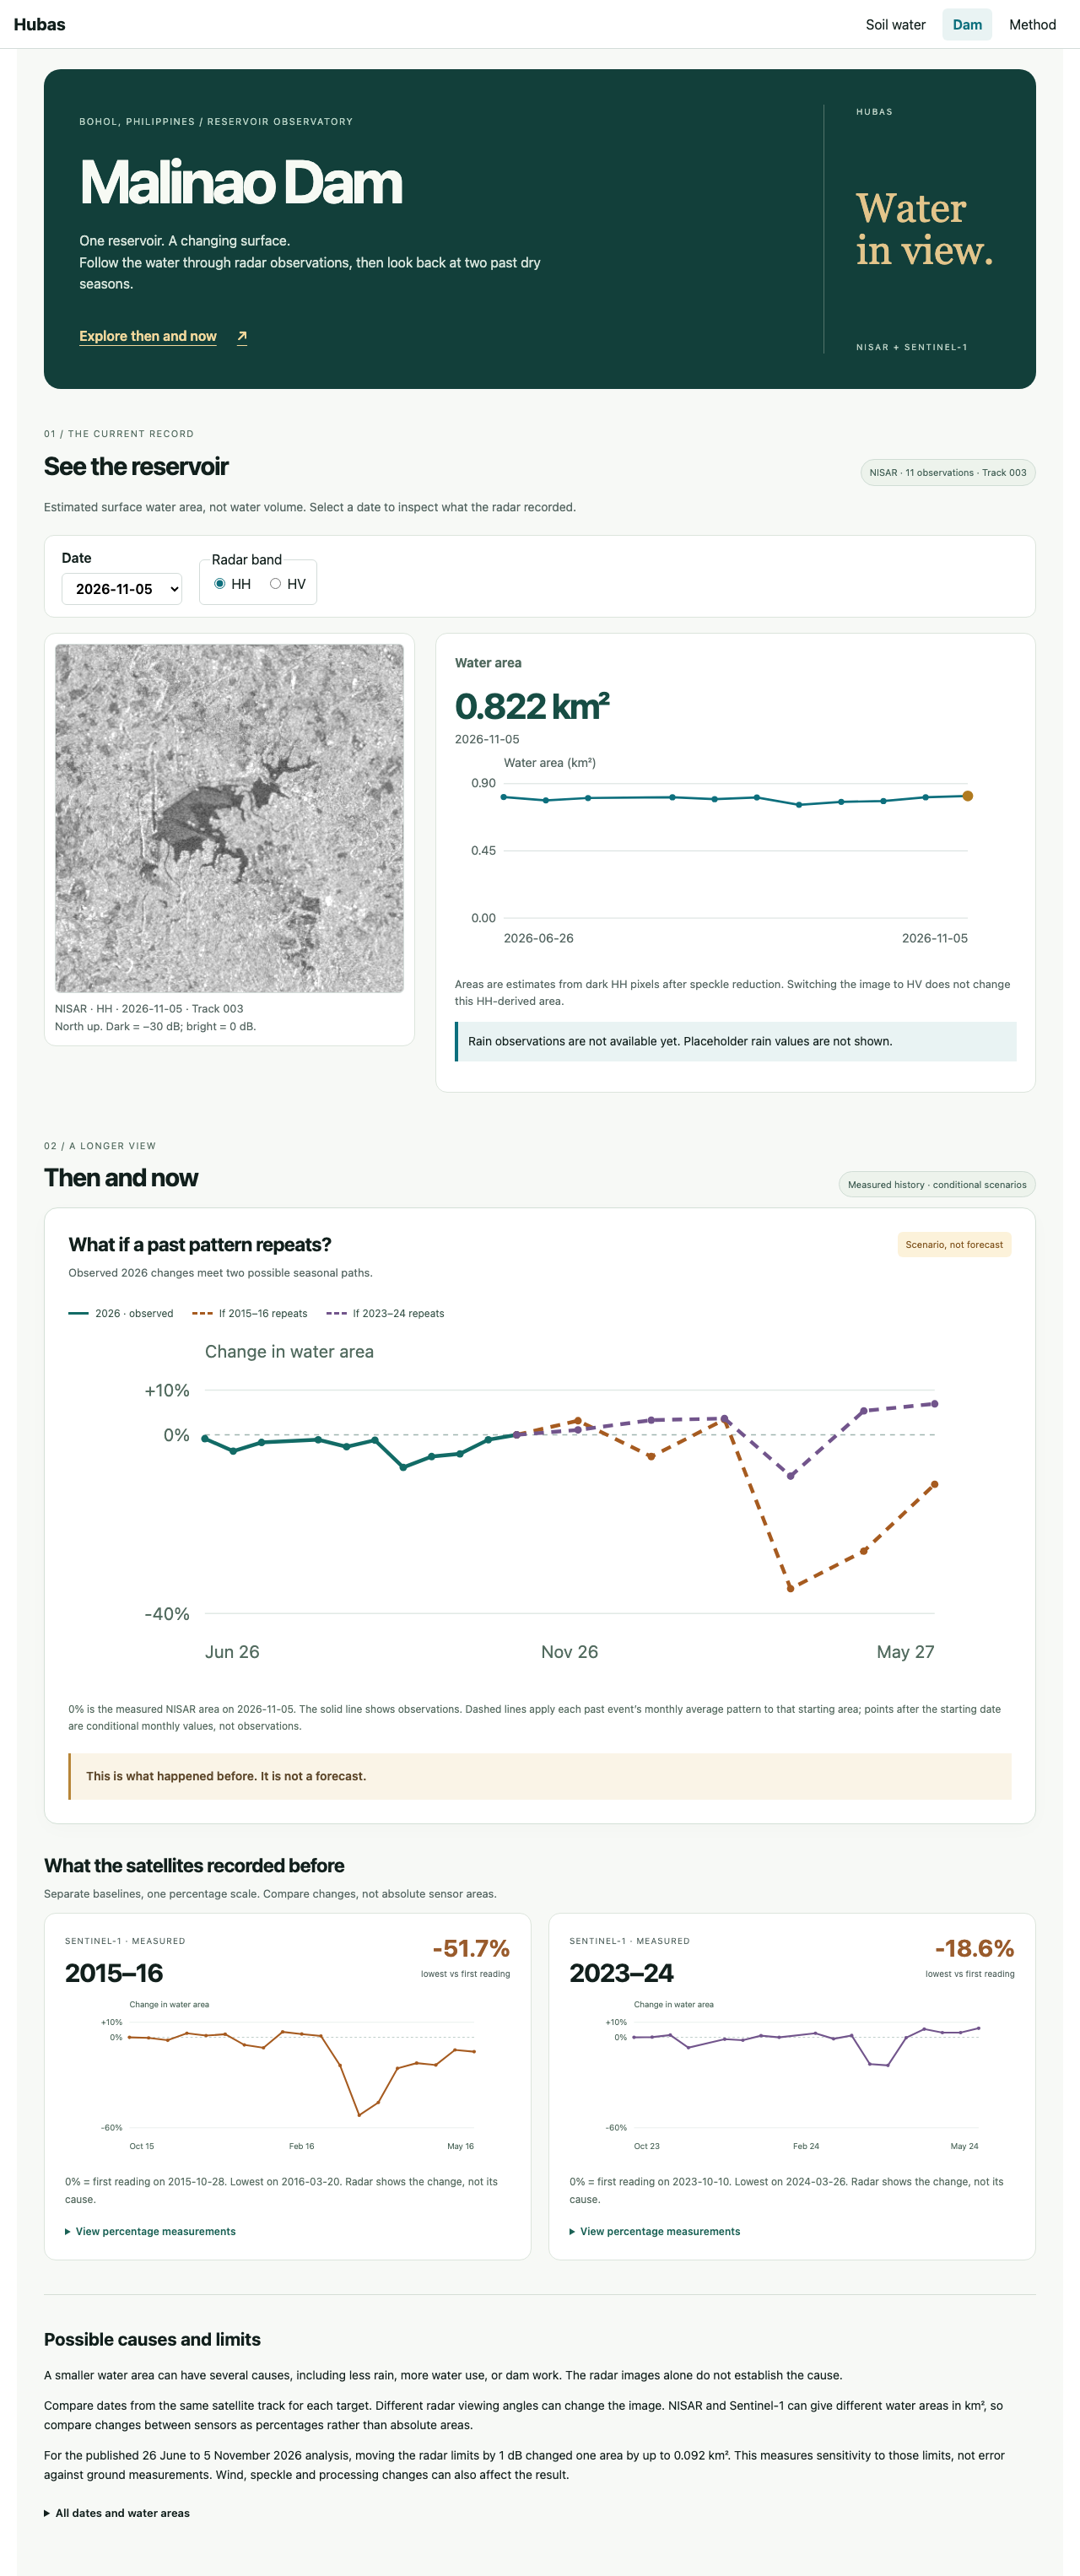 Hubas
Soil water
Dam
Method
BOHOL, PHILIPPINES / RESERVOIR OBSERVATORY
Malinao Dam
One reservoir. A changing surface.
Follow the water through radar observations, then look back at two past dry
seasons.
Explore then and now ↗
HUBAS
Water
in view.
NISAR + SENTINEL-1
01 / THE CURRENT RECORD
See the reservoir
NISAR · 11 observations · Track 003
Estimated surface water area, not water volume. Select a date to inspect what the radar recorded.
Date
2026-11-05
Radar band
HH
HV
NISAR · HH · 2026-11-05 · Track 003
North up. Dark = −30 dB; bright = 0 dB.
Water area
0.822 km²
2026-11-05
Water area (km²)
0.90
0.45
0.00
2026-06-26
2026-11-05
Areas are estimates from dark HH pixels after speckle reduction. Switching the image to HV does not change
this HH-derived area.
Rain observations are not available yet. Placeholder rain values are not shown.
02 / A LONGER VIEW
Then and now
Measured history · conditional scenarios
What if a past pattern repeats?
Scenario, not forecast
Observed 2026 changes meet two possible seasonal paths.
2026 · observed
If 2015–16 repeats
If 2023–24 repeats
Change in water area
+10%
0%
-40%
Jun 26
Nov 26
May 27
0% is the measured NISAR area on 2026-11-05. The solid line shows observations. Dashed lines apply each past event's monthly average pattern to that starting area; points after the starting date
are conditional monthly values, not observations.
This is what happened before. It is not a forecast.
What the satellites recorded before
Separate baselines, one percentage scale. Compare changes, not absolute sensor areas.
SENTINEL-1 · MEASURED
2015–16
-51.7%
lowest vs first reading
Change in water area
+10%
0%
-60%
Oct 15
Feb 16
May 16
0% = first reading on 2015-10-28. Lowest on 2016-03-20. Radar shows the change, not its
cause.
▶ View percentage measurements
SENTINEL-1 · MEASURED
2023–24
-18.6%
lowest vs first reading
Change in water area
+10%
0%
-60%
Oct 23
Feb 24
May 24
0% = first reading on 2023-10-10. Lowest on 2024-03-26. Radar shows the change, not its
cause.
▶ View percentage measurements
Possible causes and limits
A smaller water area can have several causes, including less rain, more water use, or dam work. The radar images alone do not establish the cause.
Compare dates from the same satellite track for each target. Different radar viewing angles can change the image. NISAR and Sentinel-1 can give different water areas in km², so
compare changes between sensors as percentages rather than absolute areas.
For the published 26 June to 5 November 2026 analysis, moving the radar limits by 1 dB changed one area by up to 0.092 km². This measures sensitivity to those limits, not error
against ground measurements. Wind, speckle and processing changes can also affect the result.
▶ All dates and water areas